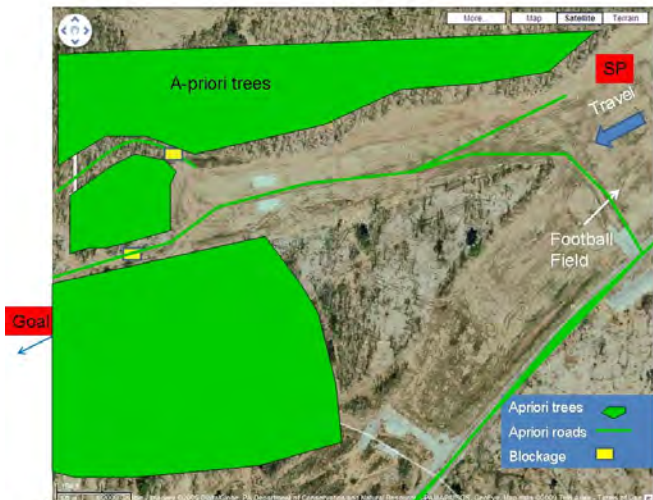 More...
Map
Satellite
Terrain
SP
A-priori trees
Travel
Football
Field
Goal
Apriori trees
Apriori roads
Blockage